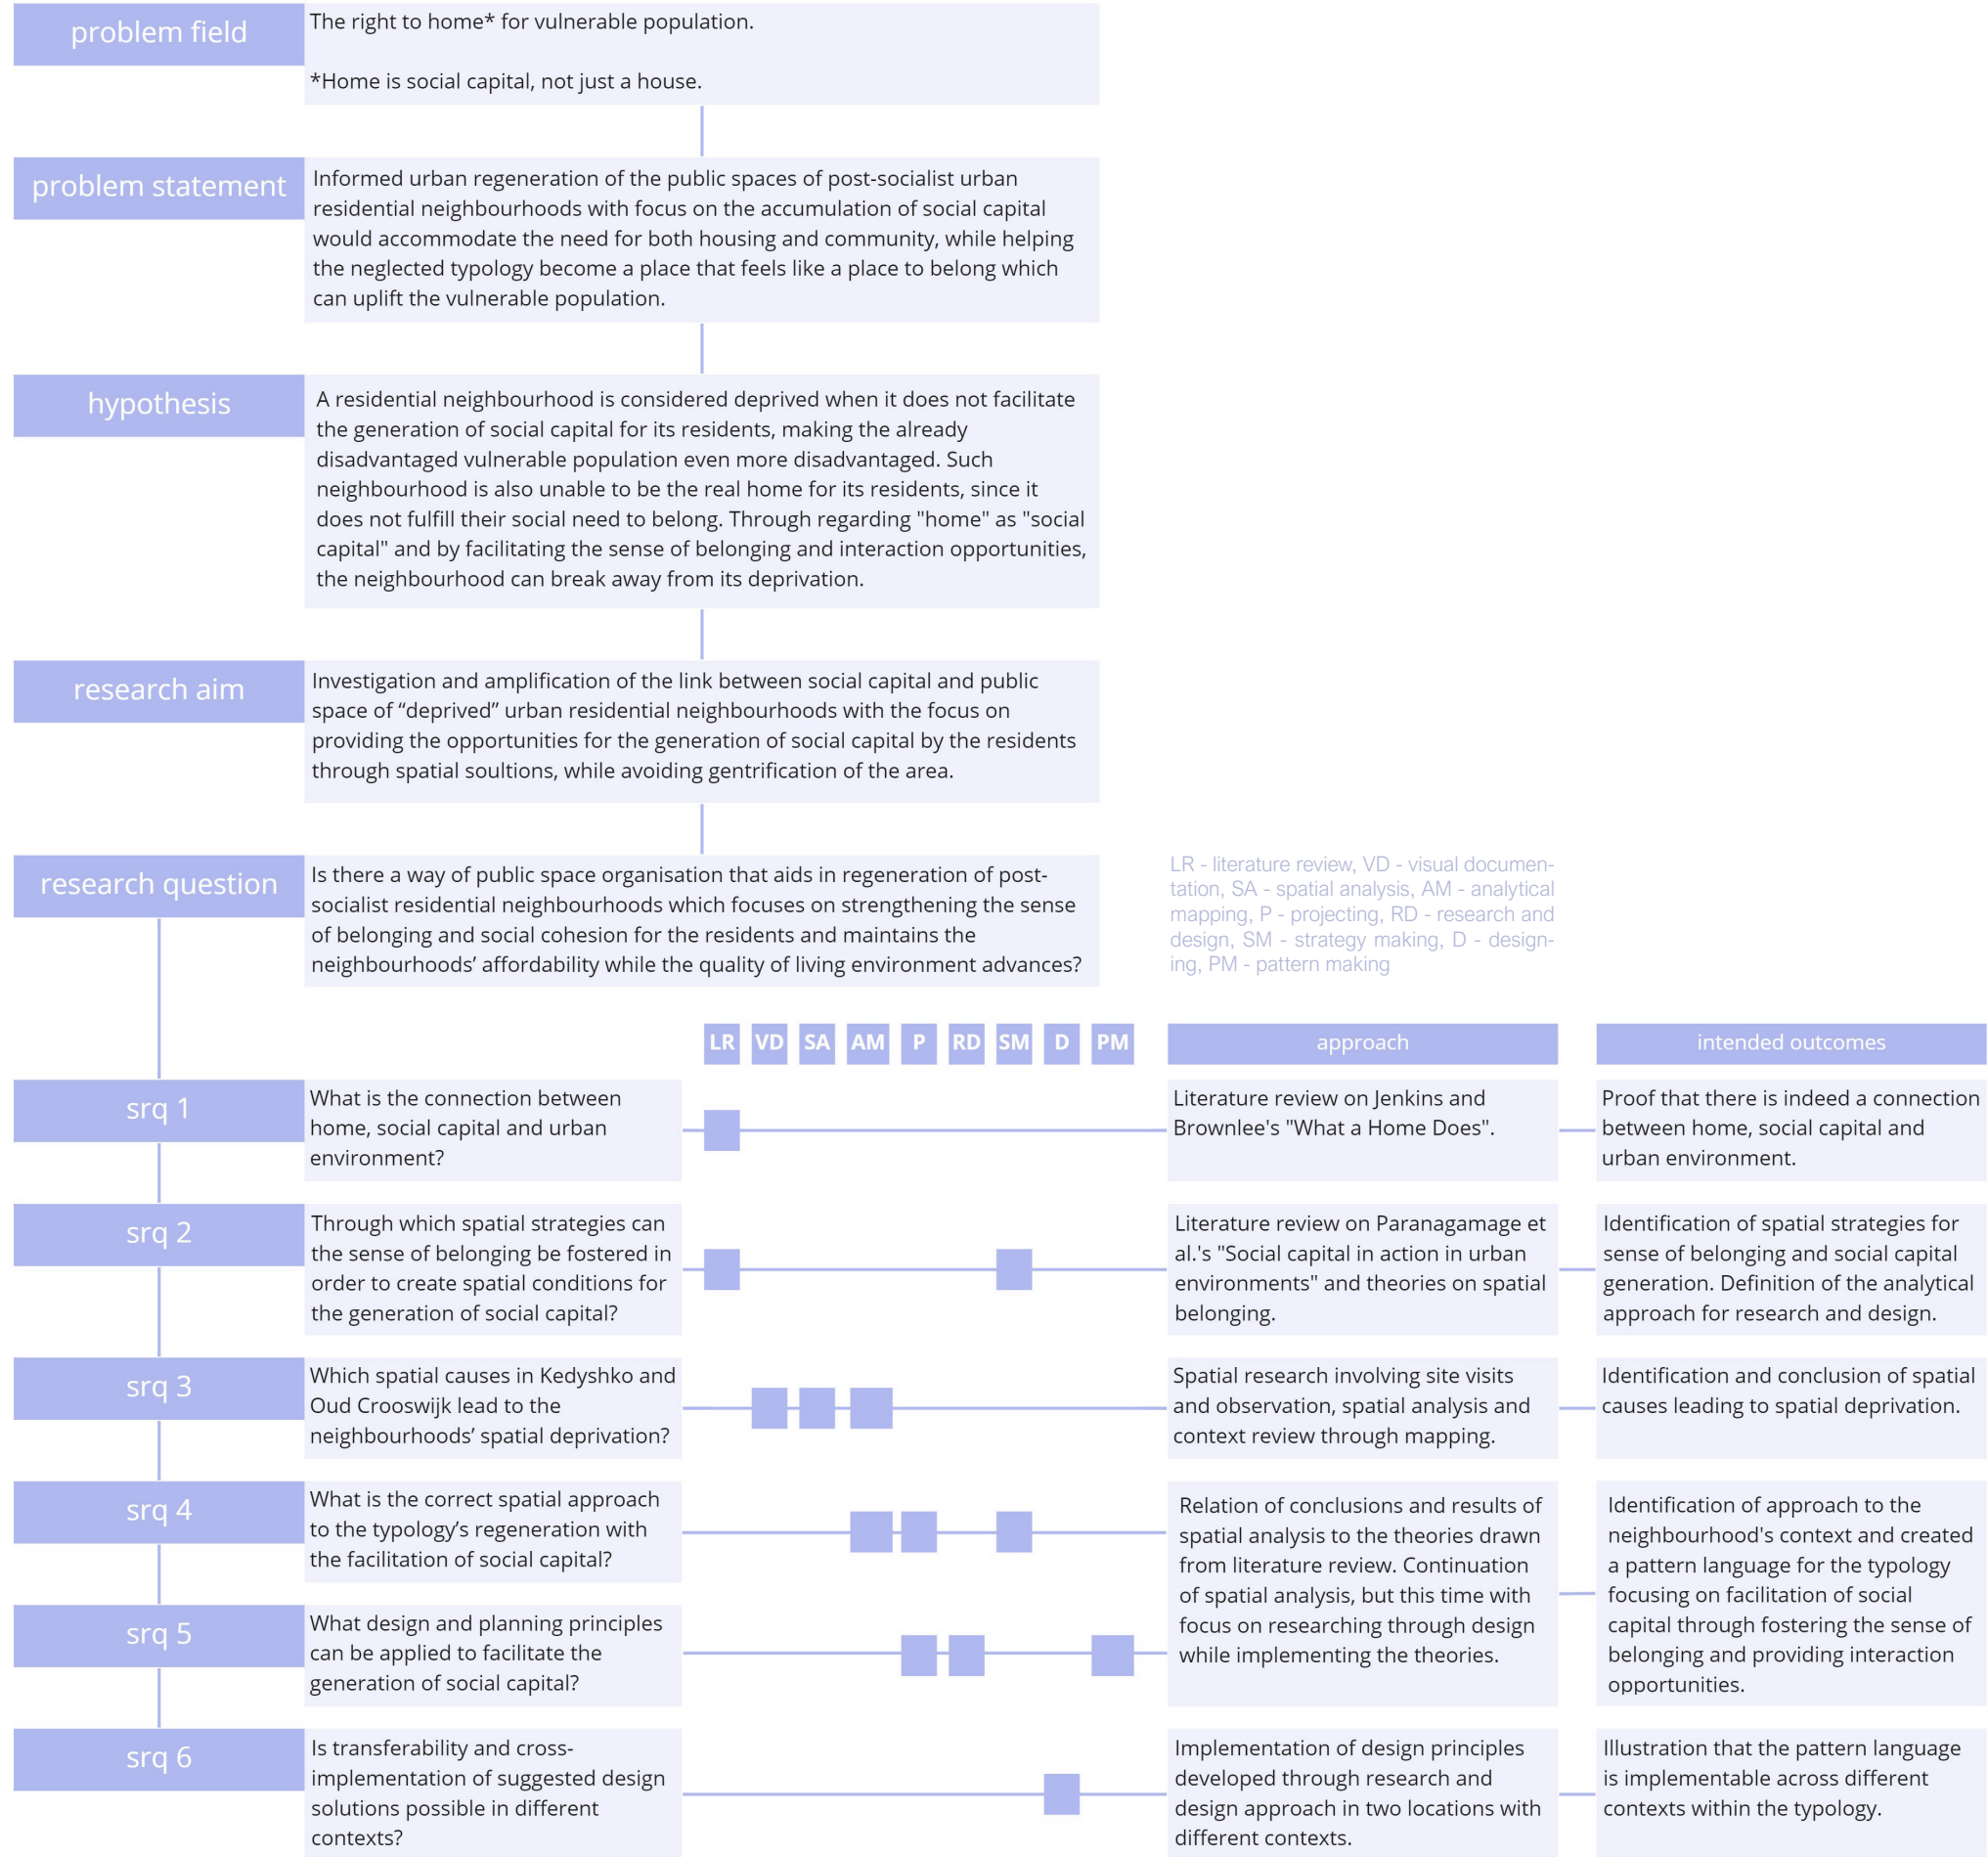 problem field
The right to home* for vulnerable population.
*Home is social capital, not just a house.
problem statement
Informed urban regeneration of the public spaces of post-socialist urban
residential neighbourhoods with focus on the accumulation of social capital
would accommodate the need for both housing and community, while helping
the neglected typology become a place that feels like a place to belong which
can uplift the vulnerable population.
hypothesis
A residential neighbourhood is considered deprived when it does not facilitate
the generation of social capital for its residents, making the already
disadvantaged vulnerable population even more disadvantaged. Such
neighbourhood is also unable to be the real home for its residents, since it
does not fulfill their social need to belong. Through regarding "home" as "social
capital" and by facilitating the sense of belonging and interaction opportunities,
the neighbourhood can break away from its deprivation.
research aim
Investigation and amplification of the link between social capital and public
space of “deprived” urban residential neighbourhoods with the focus on
providing the opportunities for the generation of social capital by the residents
through spatial soultions, while avoiding gentrification of the area.
research question
Is there a way of public space organisation that aids in regeneration of post-
socialist residential neighbourhoods which focuses on strengthening the sense
of belonging and social cohesion for the residents and maintains the
neighbourhoods’ affordability while the quality of living environment advances?
LR - literature review, VD - visual documen-
tation, SA - spatial analysis, AM - analytical
mapping, P - projecting, RD - research and
design, SM - strategy making, D - design-
ing, PM - pattern making
LR VD SA AM P RD SM D PM
approach
intended outcomes
srq 1
What is the connection between
home, social capital and urban
environment?
Literature review on Jenkins and
Brownlee's "What a Home Does".
Proof that there is indeed a connection
between home, social capital and
urban environment.
srq 2
Through which spatial strategies can
the sense of belonging be fostered in
order to create spatial conditions for
the generation of social capital?
Literature review on Paranagamage et
al.'s "Social capital in action in urban
environments" and theories on spatial
belonging.
Identification of spatial strategies for
sense of belonging and social capital
generation. Definition of the analytical
approach for research and design.
srq 3
Which spatial causes in Kedyshko and
Oud Crooswijk lead to the
neighbourhoods’ spatial deprivation?
Spatial research involving site visits
and observation, spatial analysis and
context review through mapping.
Identification and conclusion of spatial
causes leading to spatial deprivation.
srq 4
What is the correct spatial approach
to the typology’s regeneration with
the facilitation of social capital?
srq 5
What design and planning principles
can be applied to facilitate the
generation of social capital?
Relation of conclusions and results of
spatial analysis to the theories drawn
from literature review. Continuation
of spatial analysis, but this time with
focus on researching through design
while implementing the theories.
Identification of approach to the
neighbourhood's context and created
a pattern language for the typology
focusing on facilitation of social
capital through fostering the sense of
belonging and providing interaction
opportunities.
srq 6
Is transferability and cross-
implementation of suggested design
solutions possible in different
contexts?
Implementation of design principles
developed through research and
design approach in two locations with
different contexts.
Illustration that the pattern language
is implementable across different
contexts within the typology.